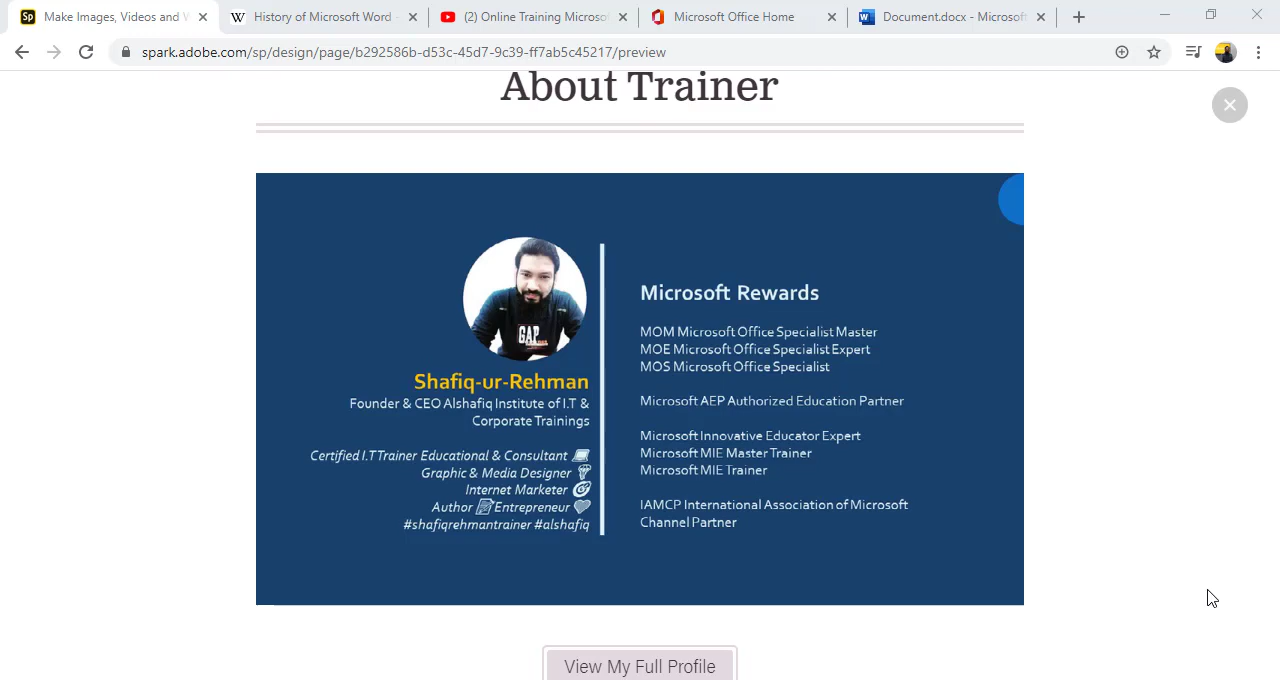 Make Images, Videos and W
History of Microsoft Word -
(2) Online Training Microsof
Microsoft Office Home
Document.docx - Microsoft
spark.adobe.com/sp/design/page/b292586b-d53c-45d7-9c39-ff7ab5c45217/preview
About Trainer
GAP
Shafiq-ur-Rehman
Founder & CEO Alshafiq Institute of I.T &
Corporate Trainings
Certified I.T Trainer Educational & Consultant
Graphic & Media Designer
Internet Marketer
Author Entrepreneur
#shafiqrehmantrainer #alshafiq
Microsoft Rewards
MOM Microsoft Office Specialist Master
MOE Microsoft Office Specialist Expert
MOS Microsoft Office Specialist
Microsoft AEP Authorized Education Partner
Microsoft Innovative Educator Expert
Microsoft MIE Master Trainer
Microsoft MIE Trainer
IAMCP International Association of Microsoft
Channel Partner
View My Full Profile